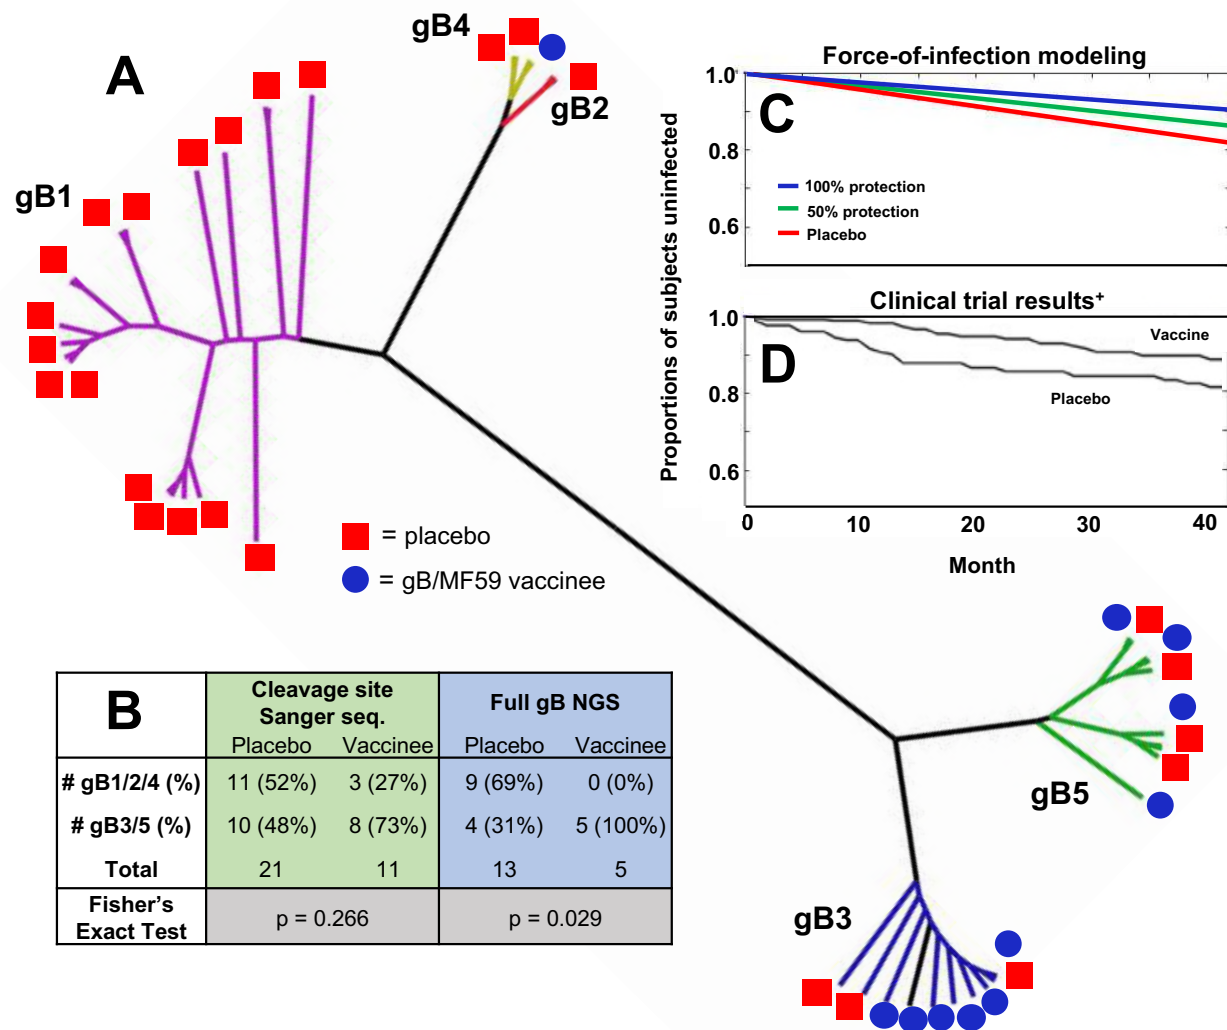 A
gB4
gB2
gB1
= placebo
= gB/MF59 vaccinee
Force-of-infection modeling
C
1.0
0.8
0.6
100% protection
50% protection
Placebo
Proportions of subjects uninfected
Clinical trial results+
D
1.0
0.8
0.6
Vaccine
Placebo
0 10 20 30 40
Month
B
Cleavage site
Sanger seq.
Full gB NGS
Placebo Vaccinee Placebo Vaccinee
# gB1/2/4 (%) 11 (52%) 3 (27%) 9 (69%) 0 (0%)
# gB3/5 (%) 10 (48%) 8 (73%) 4 (31%) 5 (100%)
Total 21 11 13 5
Fisher's
Exact Test
p = 0.266 p = 0.029
gB5
gB3